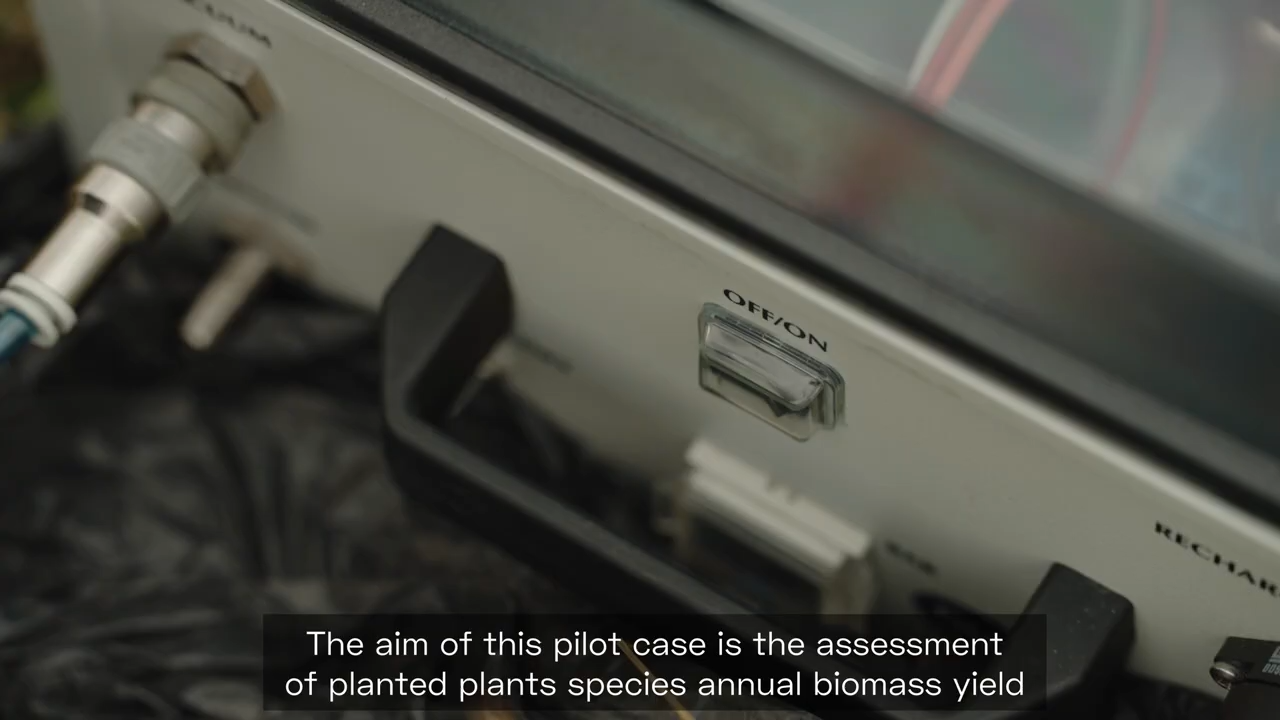 OFF/ON
The aim of this pilot case is the assessment
of planted plants species annual biomass yield